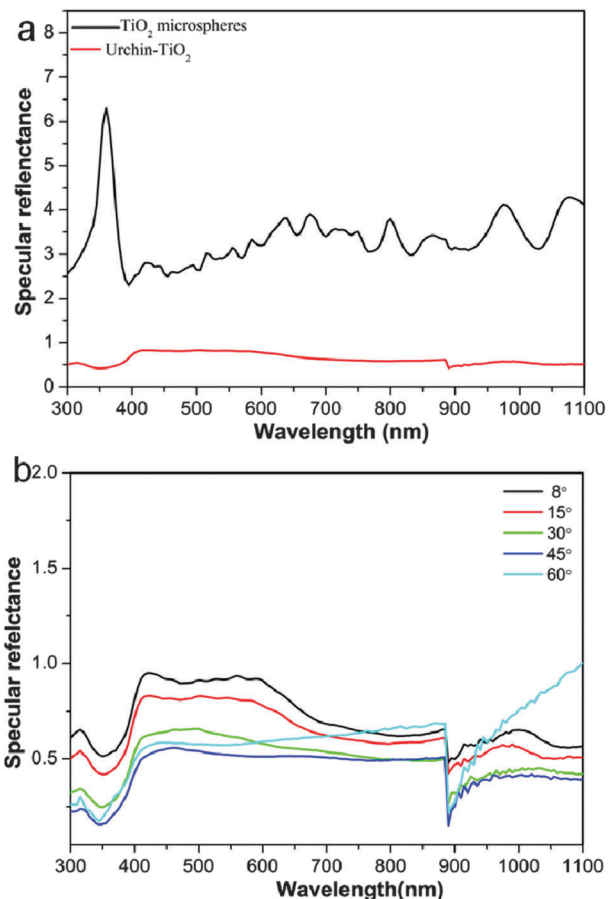 a
TiO₂ microspheres
Urchin-TiO₂
8
7
6
5
4
3
2
1
0
Specular reflenctance
300 400 500 600 700 800 900 1000 1100
Wavelength (nm)
b
2.0
1.5
1.0
0.5
8°
15°
30°
45°
60°
Specular refelctance
300 400 500 600 700 800 900 1000 1100
Wavelength(nm)